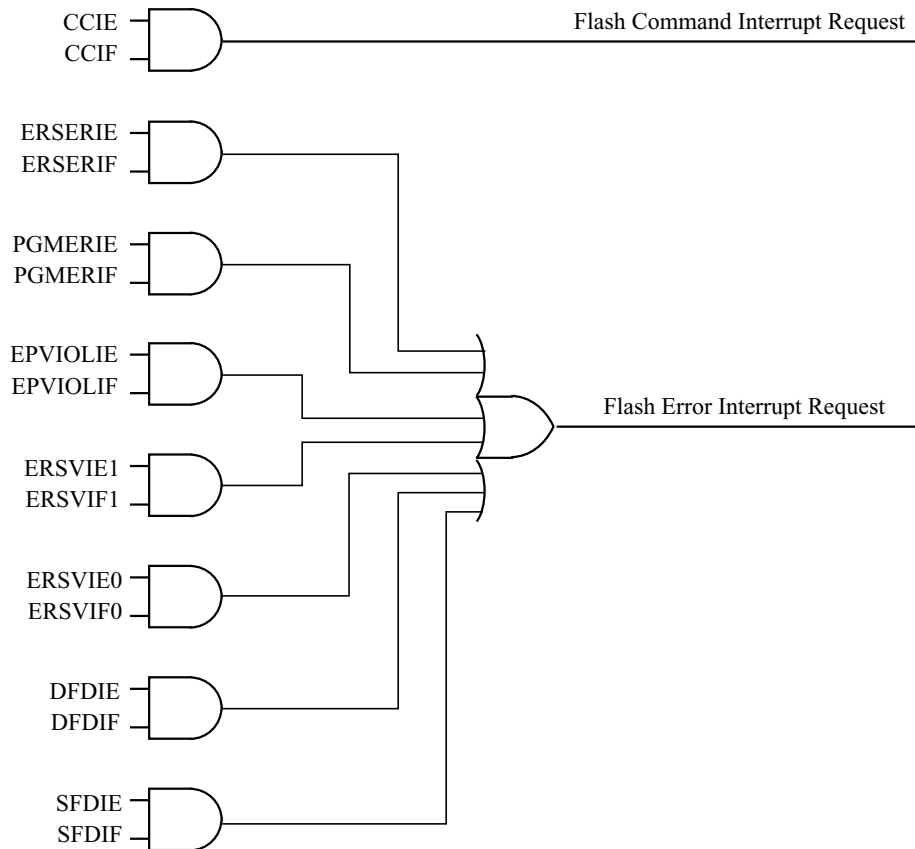 CCIE
CCIF
Flash Command Interrupt Request
ERSERIE
ERSERIF
PGMERIE
PGMERIF
EPVIOLIE
EPVIOLIF
Flash Error Interrupt Request
ERSVIE1
ERSVIF1
ERSVIE0
ERSVIF0
DFDIE
DFDIF
SFDIE
SFDIF